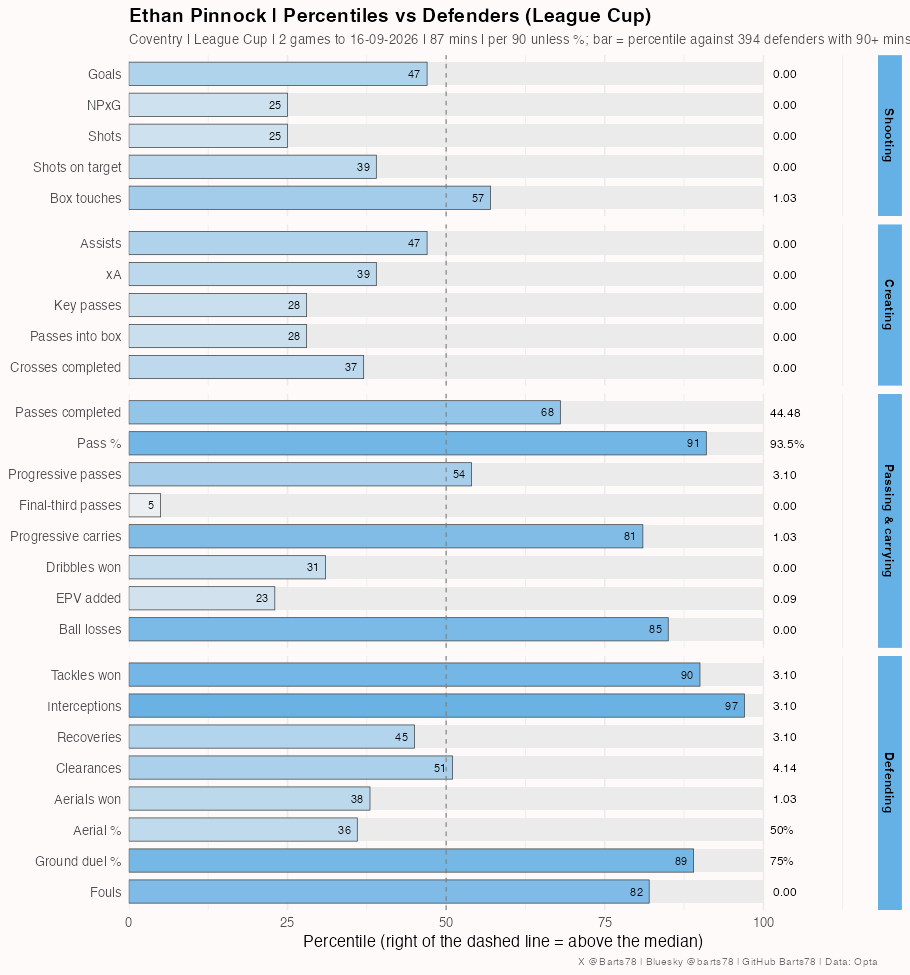 Ethan Pinnock | Percentiles vs Defenders (League Cup)
Coventry | League Cup | 2 games to 16-09-2026 | 87 mins | per 90 unless %; bar = percentile against 394 defenders with 90+ mins
Goals 47 0.00
NPxG 25 0.00
Shots 25 0.00
Shots on target 39 0.00
Box touches 57 1.03
Shooting
Assists 47 0.00
xA 39 0.00
Key passes 28 0.00
Passes into box 28 0.00
Crosses completed 37 0.00
Creating
Passes completed 68 44.48
Pass % 91 93.5%
Progressive passes 54 3.10
Final-third passes 5 0.00
Progressive carries 81 1.03
Dribbles won 31 0.00
EPV added 23 0.09
Ball losses 85 0.00
Passing & carrying
Tackles won 90 3.10
Interceptions 97 3.10
Recoveries 45 3.10
Clearances 51 4.14
Aerials won 38 1.03
Aerial % 36 50%
Ground duel % 89 75%
Fouls 82 0.00
Defending
0 25 50 75 100
Percentile (right of the dashed line = above the median)
X @Barts78 | Bluesky @barts78 | GitHub Barts78 | Data: Opta